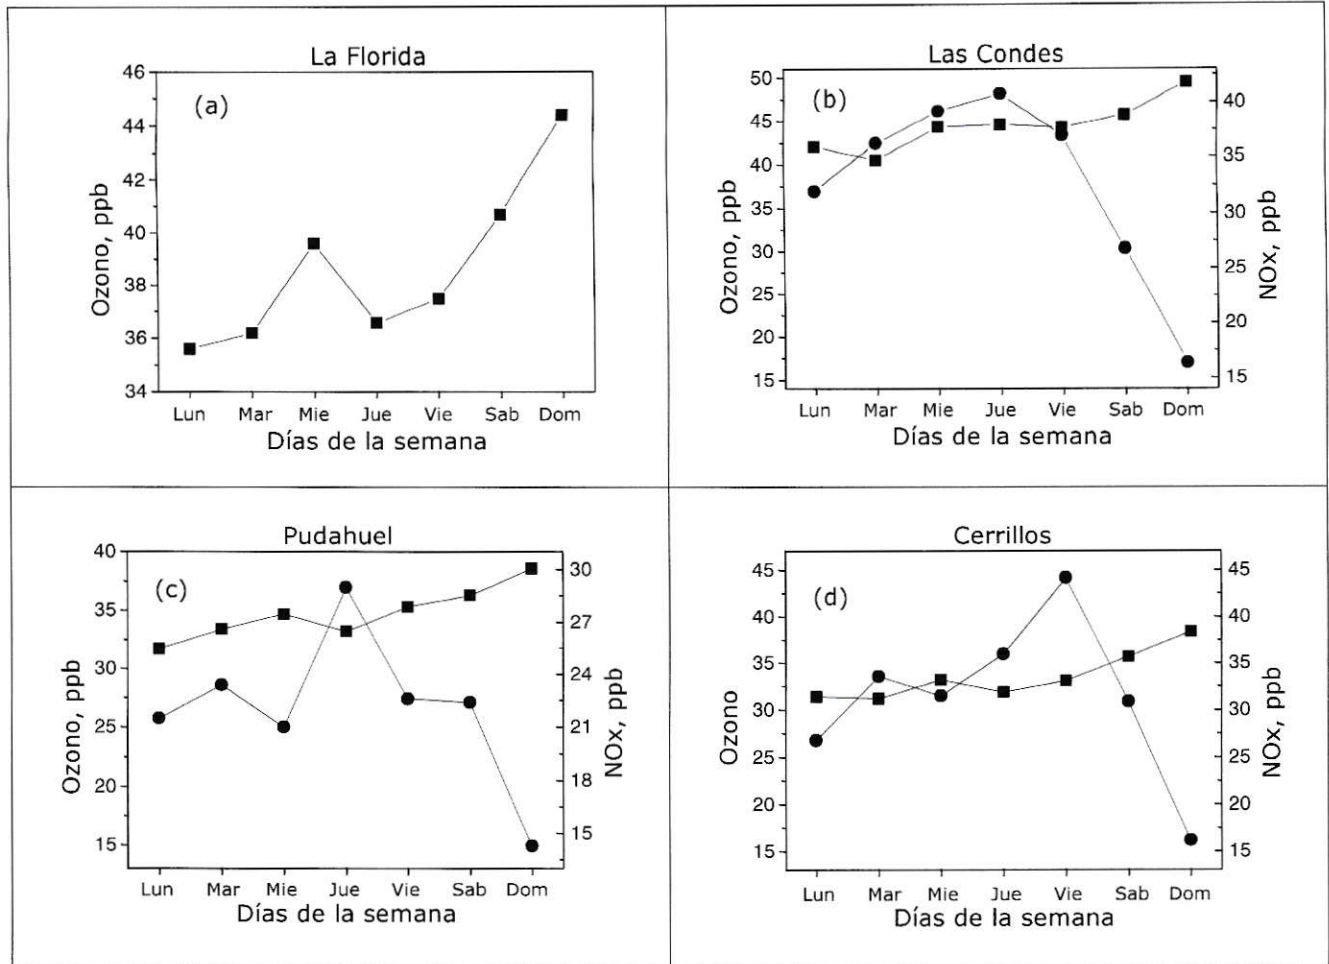 La Florida
(a)
46
44
42
40
38
36
34
Ozono, ppb
Lun Mar Mie Jue Vie Sab Dom
Días de la semana
Las Condes
(b)
50
45
40
35
30
25
20
15
Ozono, ppb
40
35
30
25
20
15
NOx, ppb
Lun Mar Mie Jue Vie Sab Dom
Días de la semana
Pudahuel
(c)
40
35
30
25
20
15
Ozono, ppb
30
27
24
21
18
15
NOx, ppb
Lun Mar Mie Jue Vie Sab Dom
Días de la semana
Cerrillos
(d)
45
40
35
30
25
20
15
Ozono
45
40
35
30
25
20
15
NOx, ppb
Lun Mar Mie Jue Vie Sab Dom
Días de la semana